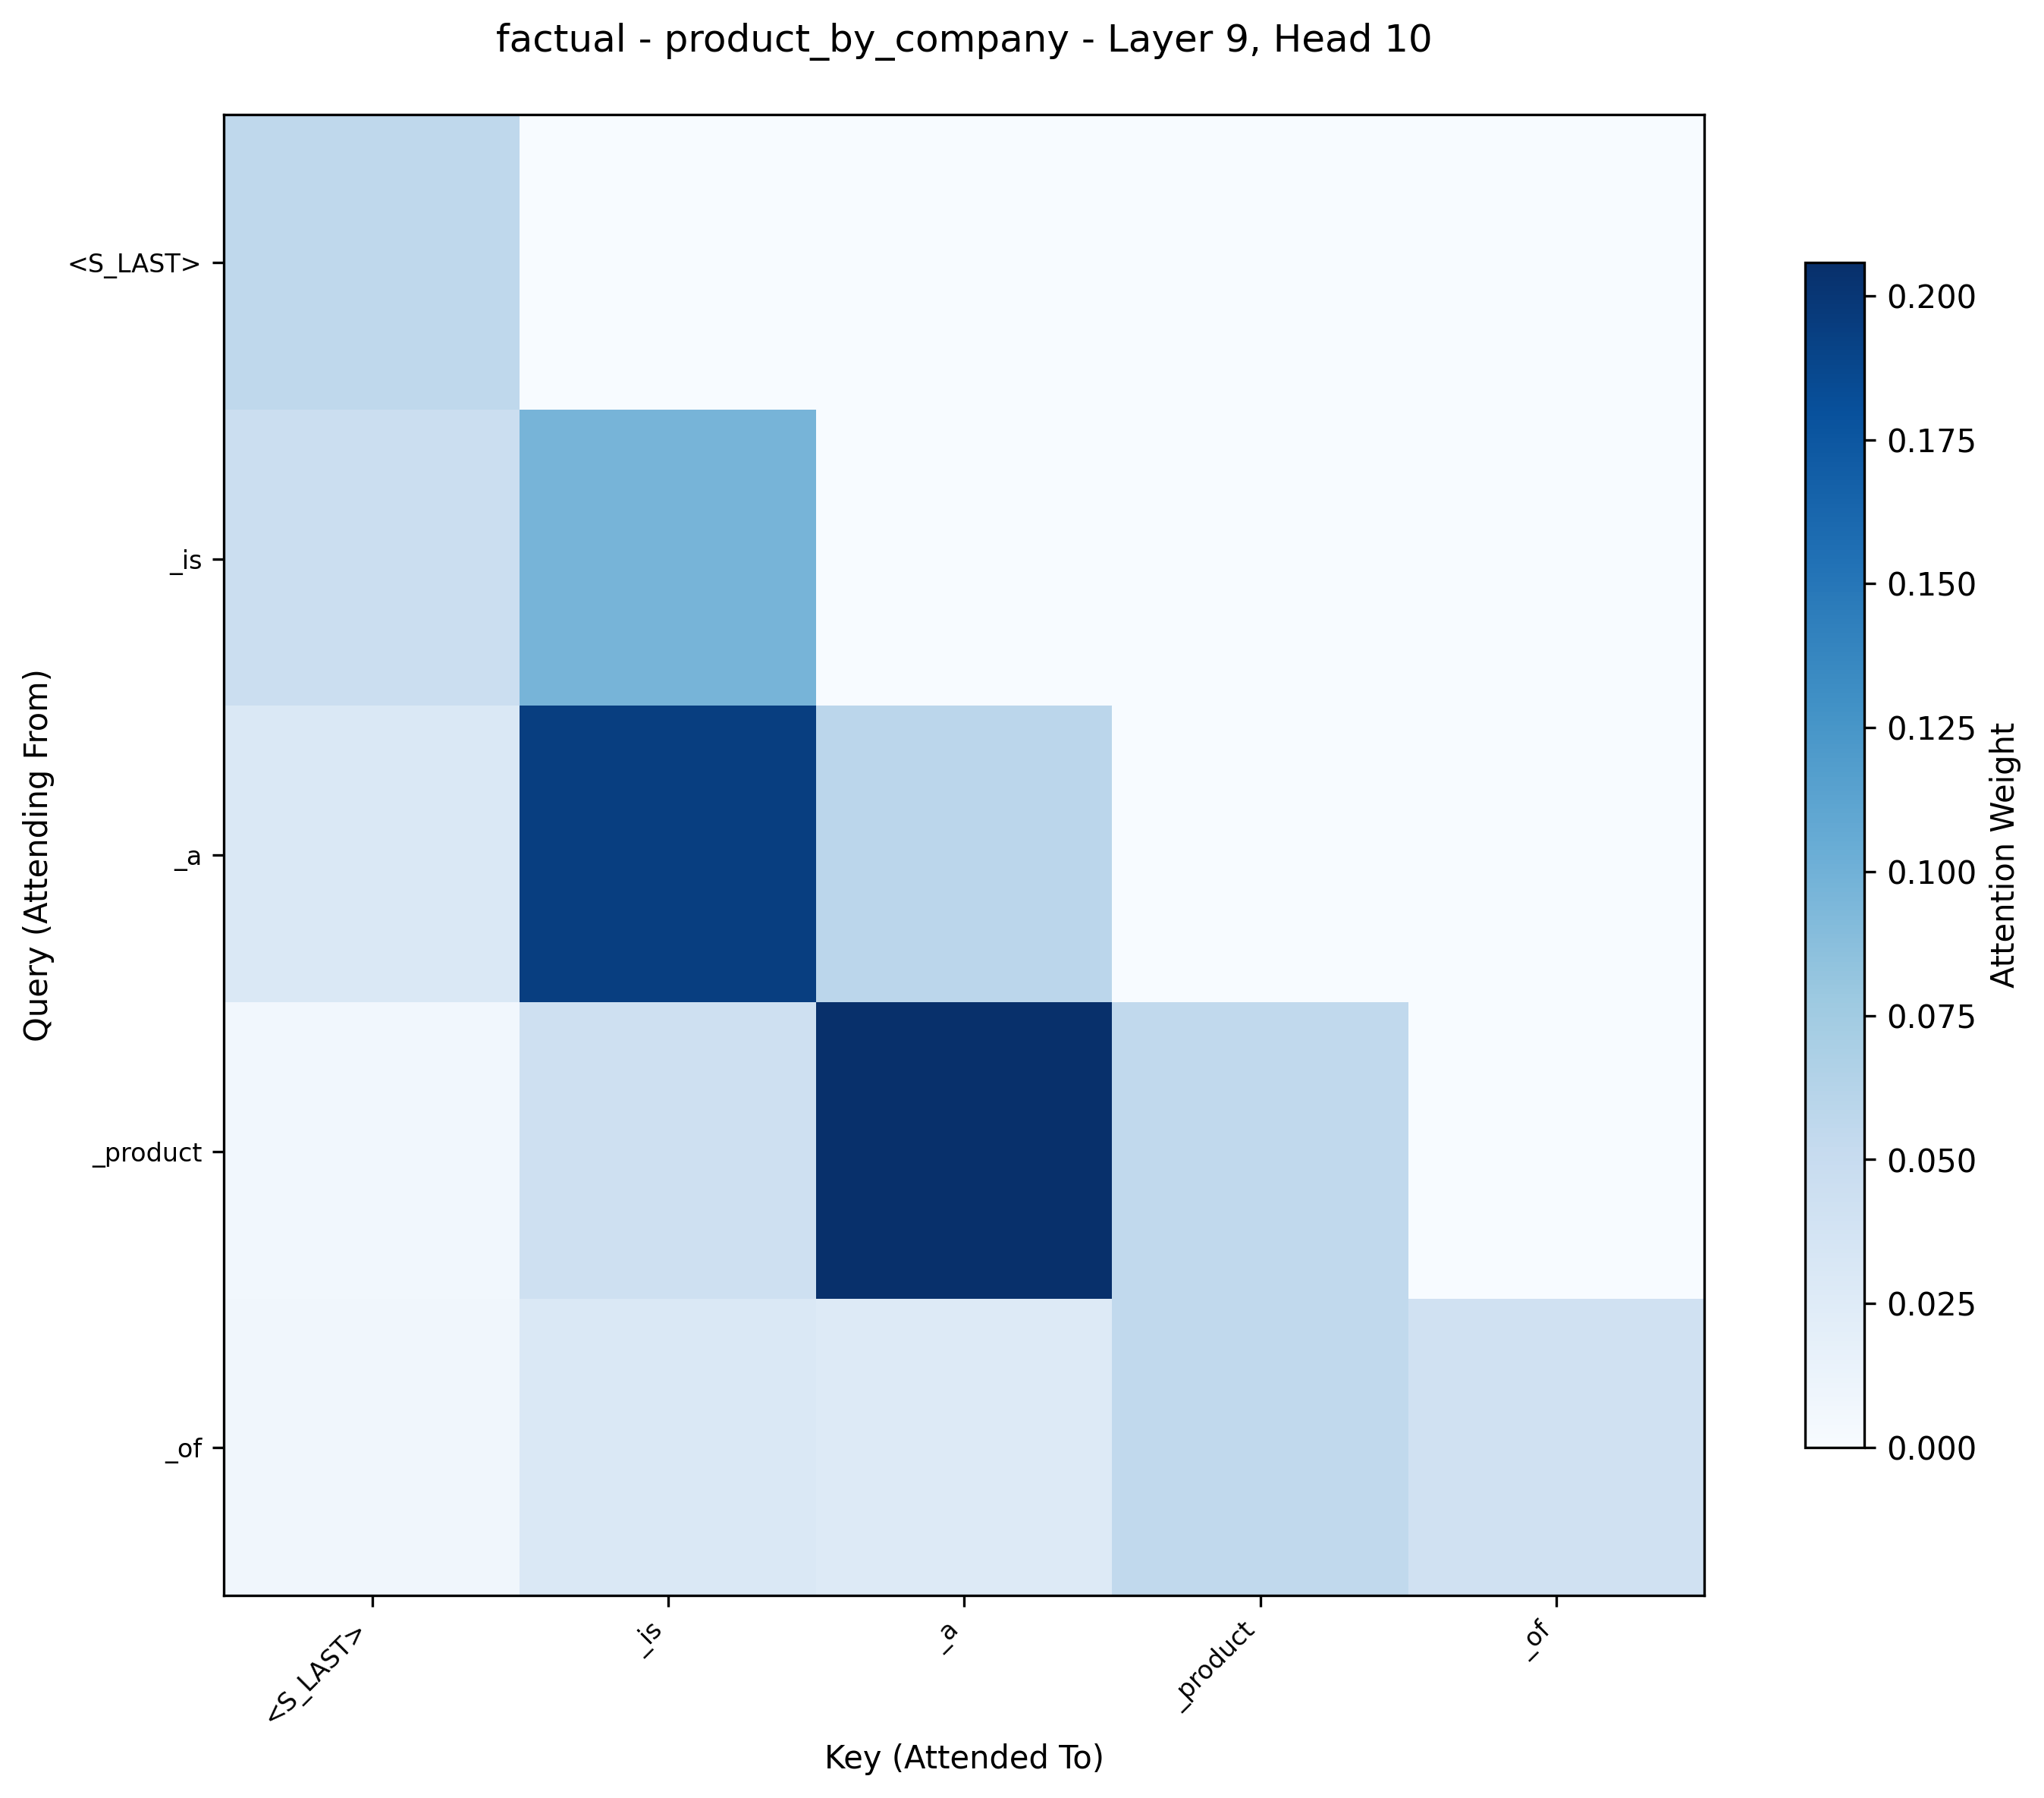 factual - product_by_company - Layer 9, Head 10
Query (Attending From)
<S_LAST>
_is
_a
_product
_of
<S_LAST>
_is
_a
_product
_of
Key (Attended To)
0.200
0.175
0.150
0.125
0.100
0.075
0.050
0.025
0.000
Attention Weight